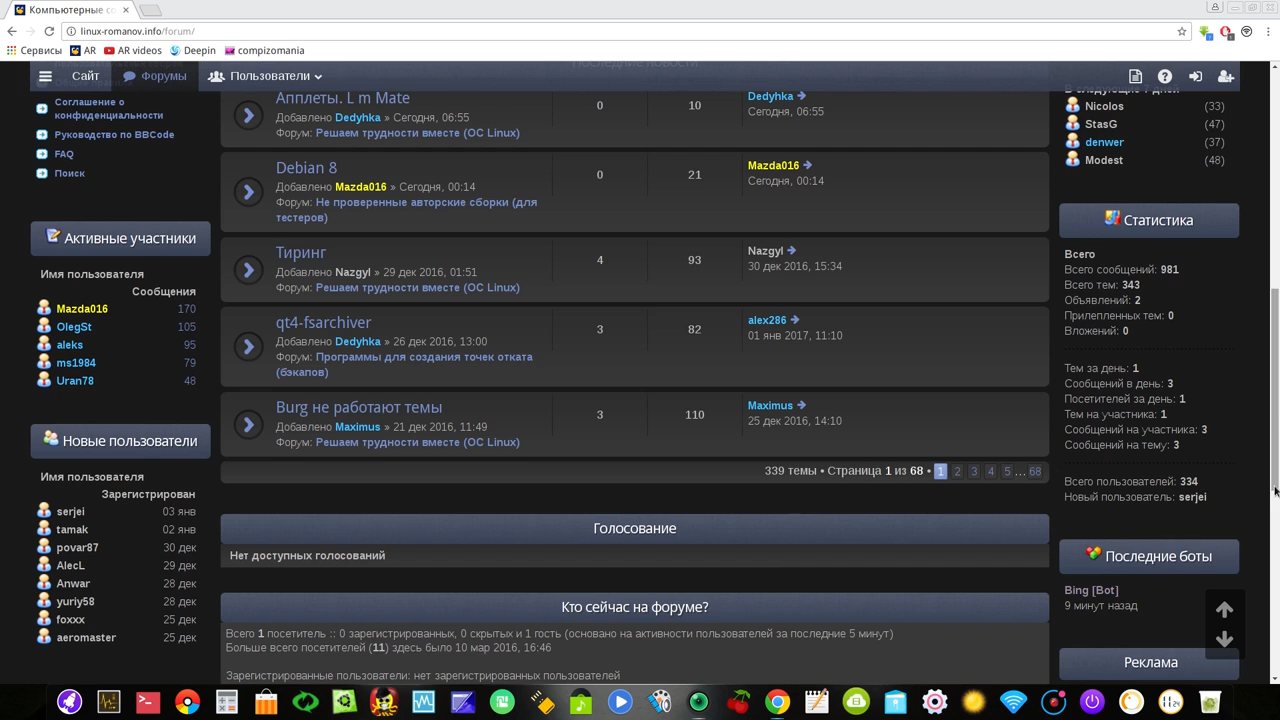 Компьютерные со
linux-romanov.info/forum/
Сервисы
AR
AR videos
Deepin
compizomania
Сайт
Форумы
Пользователи
Соглашение о
конфиденциальности
Руководство по BBCode
FAQ
Поиск
Активные участники
Имя пользователя
Сообщения
Mazda016 170
OlegSt 105
aleks 95
ms1984 79
Uran78 48
Новые пользователи
Имя пользователя
Зарегистрирован
serjei 03 янв
tamak 02 янв
povar87 30 дек
AlecL 29 дек
Anwar 28 дек
yuriy58 28 дек
foxxx 25 дек
aeromaster 25 дек
Апплеты. L m Mate
Добавлено Dedyhka » Сегодня, 06:55
Форум: Решаем трудности вместе (ОС Linux)
0
10
Dedyhka
Сегодня, 06:55
Debian 8
Добавлено Mazda016 » Сегодня, 00:14
Форум: Не проверенные авторские сборки (для
тестеров)
0
21
Mazda016
Сегодня, 00:14
Тиринг
Добавлено Nazgyl » 29 дек 2016, 01:51
Форум: Решаем трудности вместе (ОС Linux)
4
93
Nazgyl
30 дек 2016, 15:34
qt4-fsarchiver
Добавлено Dedyhka » 26 дек 2016, 13:00
Форум: Программы для создания точек отката
(бэкапов)
3
82
alex286
01 янв 2017, 11:10
Burg не работают темы
Добавлено Maximus » 21 дек 2016, 11:49
Форум: Решаем трудности вместе (ОС Linux)
3
110
Maximus
25 дек 2016, 14:10
339 темы • Страница 1 из 68 • 1 2 3 4 5 ... 68
Голосование
Нет доступных голосований
Кто сейчас на форуме?
Всего 1 посетитель :: 0 зарегистрированных, 0 скрытых и 1 гость (основано на активности пользователей за последние 5 минут)
Больше всего посетителей (11) здесь было 10 мар 2016, 16:46
Зарегистрированные пользователи: нет зарегистрированных пользователей
Nicolos (33)
StasG (47)
denwer (37)
Modest (48)
Статистика
Всего
Всего сообщений: 981
Всего тем: 343
Объявлений: 2
Прилепленных тем: 0
Вложений: 0
Тем за день: 1
Сообщений в день: 3
Посетителей за день: 1
Тем на участника: 1
Сообщений на участника: 3
Сообщений на тему: 3
Всего пользователей: 334
Новый пользователь: serjei
Последние боты
Bing [Bot]
9 минут назад
Реклама